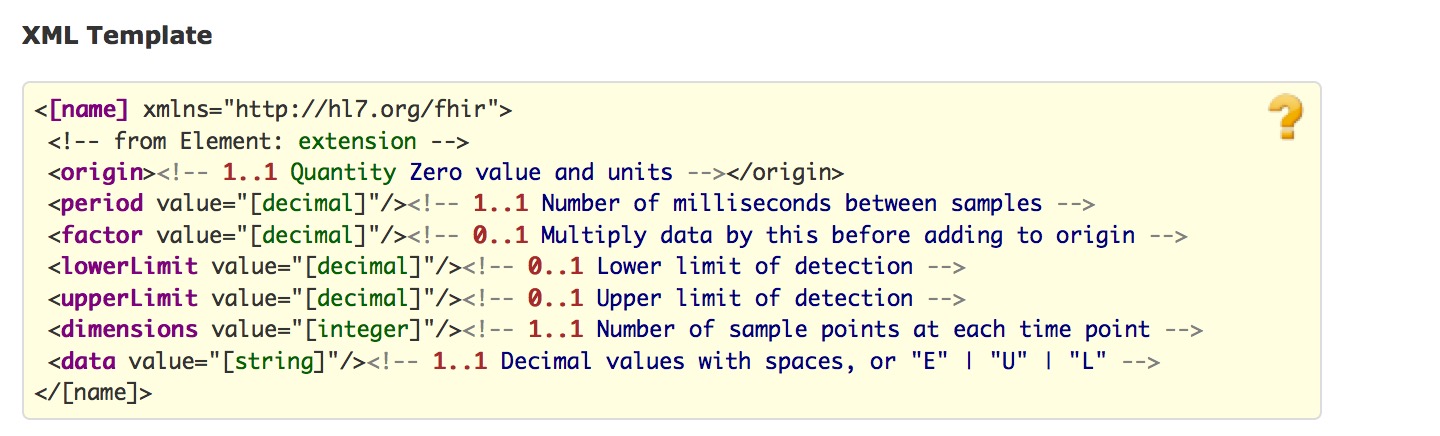 XML Template
<[name] xmlns="http://hl7.org/fhir">
<!-- from Element: extension -->
<origin><!-- 1..1 Quantity Zero value and units --></origin>
<period value="[decimal]"/><!-- 1..1 Number of milliseconds between samples -->
<factor value="[decimal]"/><!-- 0..1 Multiply data by this before adding to origin -->
<lowerLimit value="[decimal]"/><!-- 0..1 Lower limit of detection -->
<upperLimit value="[decimal]"/><!-- 0..1 Upper limit of detection -->
<dimensions value="[integer]"/><!-- 1..1 Number of sample points at each time point -->
<data value="[string]"/><!-- 1..1 Decimal values with spaces, or "E" | "U" | "L" -->
</[name]>
?